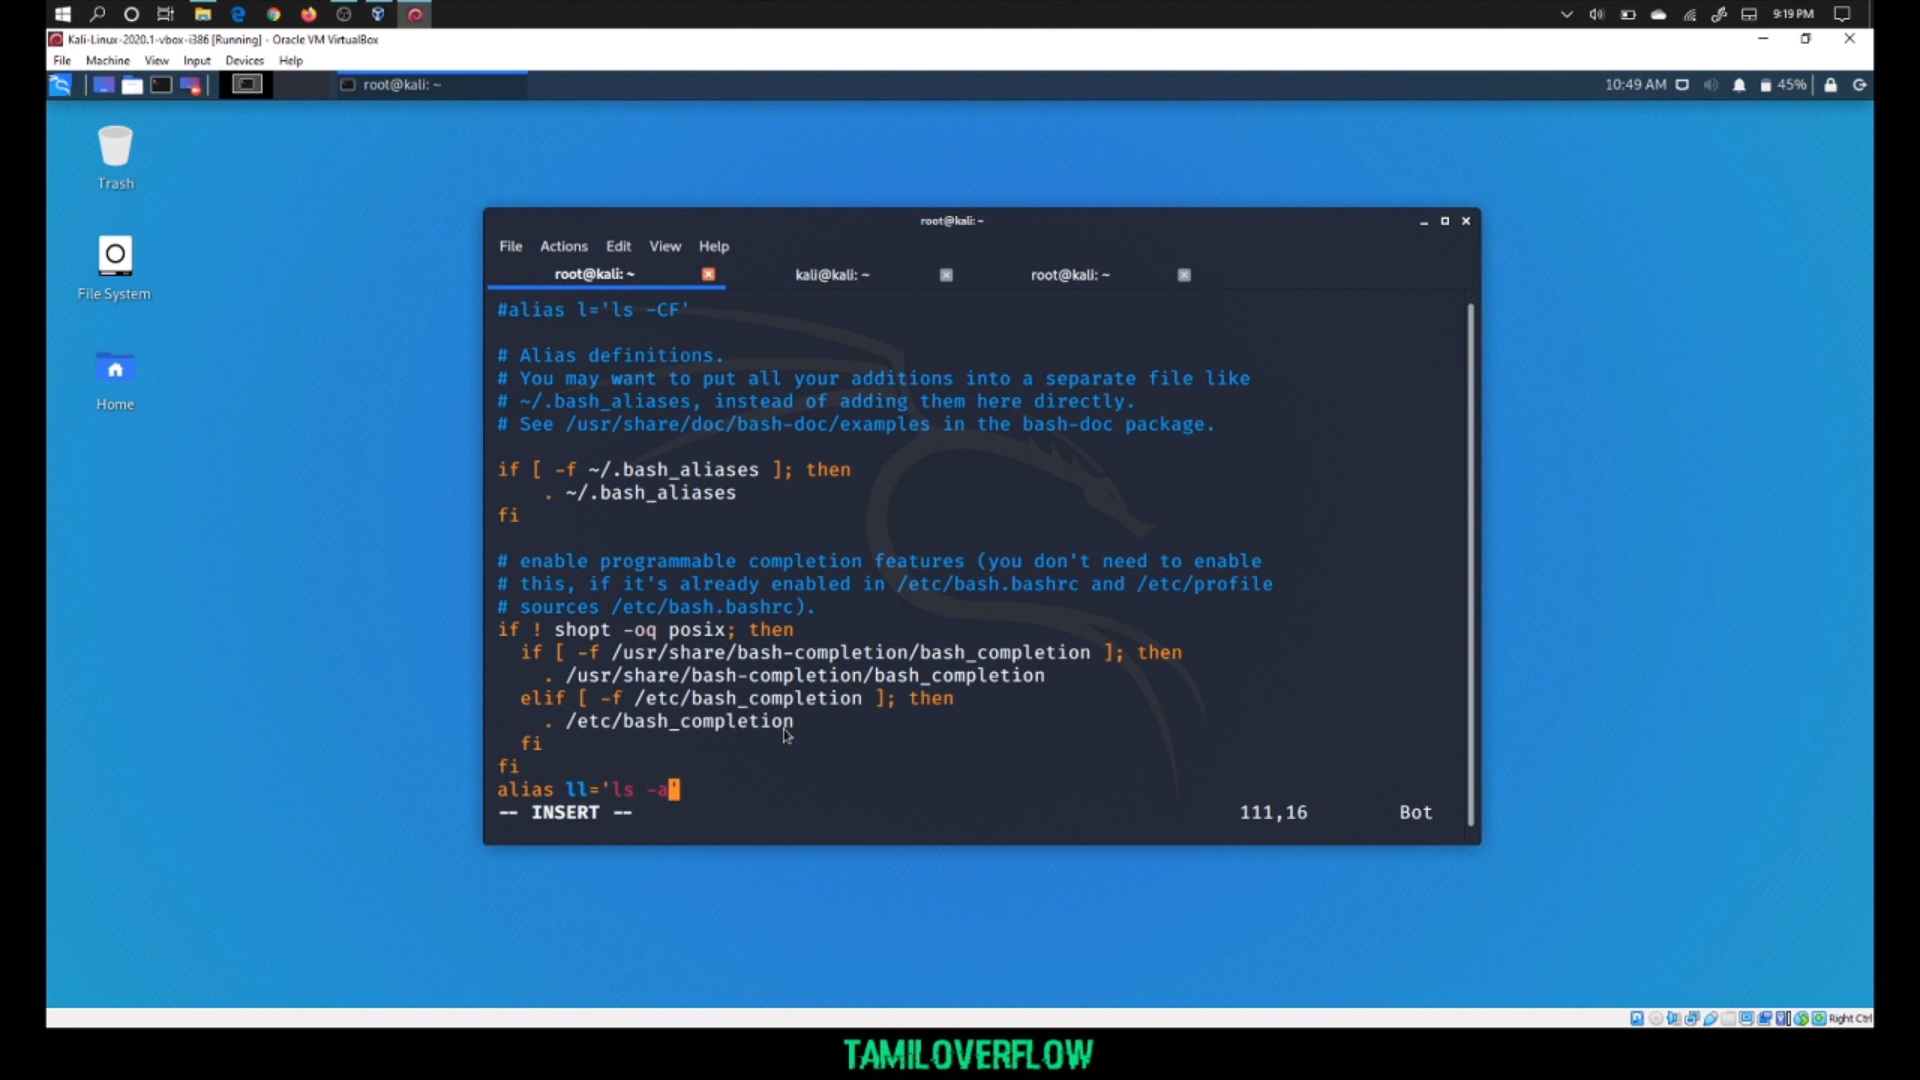 9:19 PM
Kali-Linux-2020.1-vbox-i386 [Running] - Oracle VM VirtualBox
File Machine View Input Devices Help
root@kali: ~
10:49 AM
45%
Trash
File System
Home
root@kali: ~
File Actions Edit View Help
root@kali: ~ kali@kali: ~ root@kali: ~
#alias l='ls -CF'
# Alias definitions.
# You may want to put all your additions into a separate file like
# ~/.bash_aliases, instead of adding them here directly.
# See /usr/share/doc/bash-doc/examples in the bash-doc package.
if [ -f ~/.bash_aliases ]; then
. ~/.bash_aliases
fi
# enable programmable completion features (you don't need to enable
# this, if it's already enabled in /etc/bash.bashrc and /etc/profile
# sources /etc/bash.bashrc).
if ! shopt -oq posix; then
if [ -f /usr/share/bash-completion/bash_completion ]; then
. /usr/share/bash-completion/bash_completion
elif [ -f /etc/bash_completion ]; then
. /etc/bash_completion
fi
fi
alias ll='ls -a'
-- INSERT -- 111,16 Bot
Right Ctrl
TAMILOVERFLOW